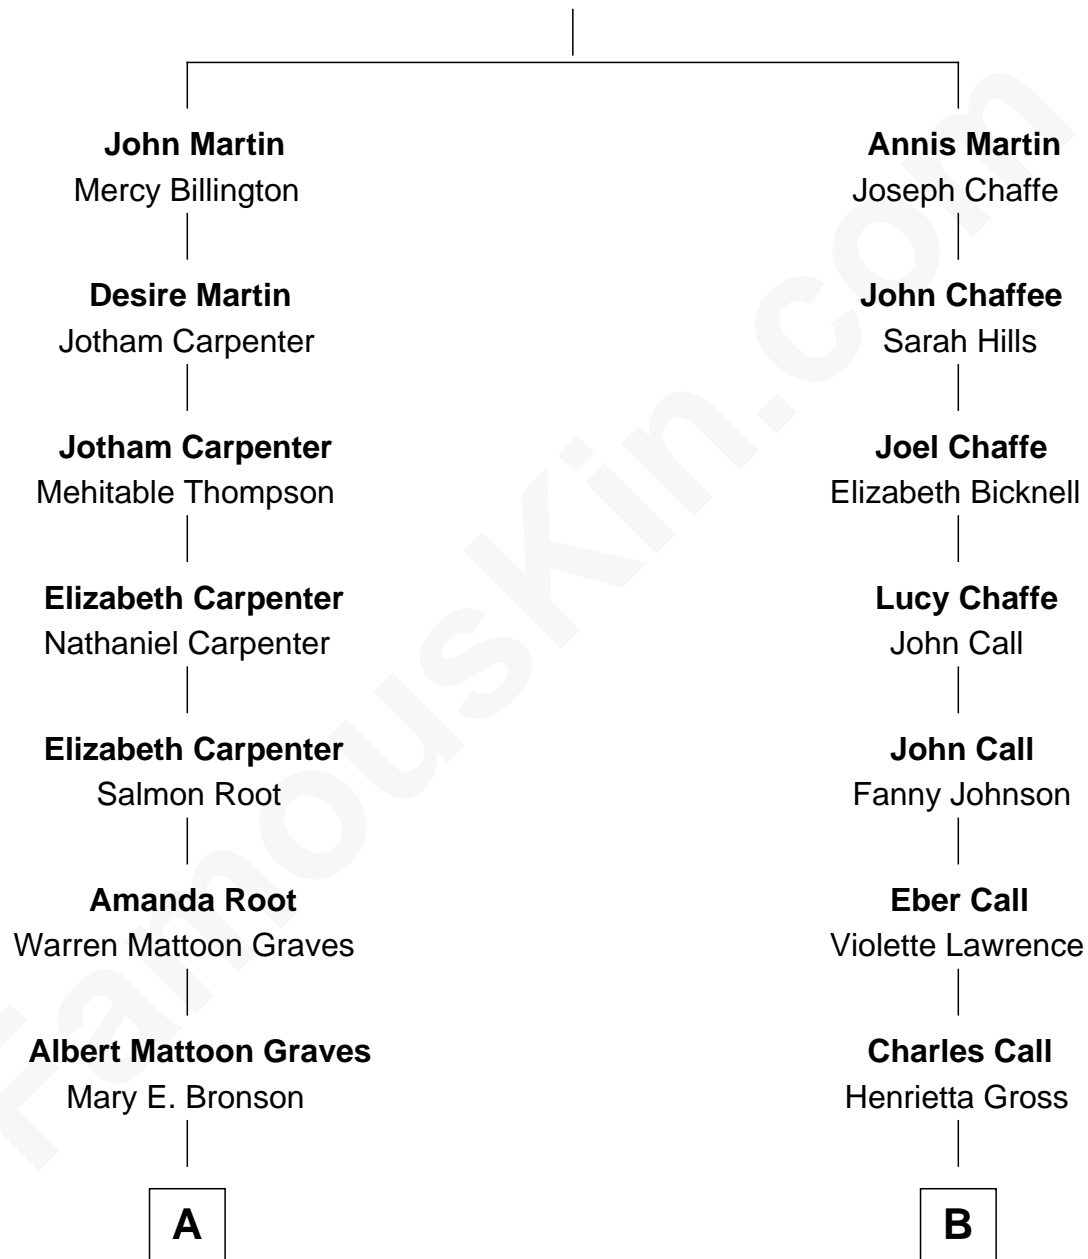 John Martin
Mercy Billington
Annis Martin
Joseph Chaffe
Desire Martin
Jotham Carpenter
John Chaffee
Sarah Hills
Jotham Carpenter
Mehitable Thompson
Joel Chaffe
Elizabeth Bicknell
Elizabeth Carpenter
Nathaniel Carpenter
Lucy Chaffe
John Call
Elizabeth Carpenter
Salmon Root
John Call
Fanny Johnson
Amanda Root
Warren Mattoon Graves
Eber Call
Violette Lawrence
Albert Mattoon Graves
Mary E. Bronson
Charles Call
Henrietta Gross
A
B
FamousKin.com